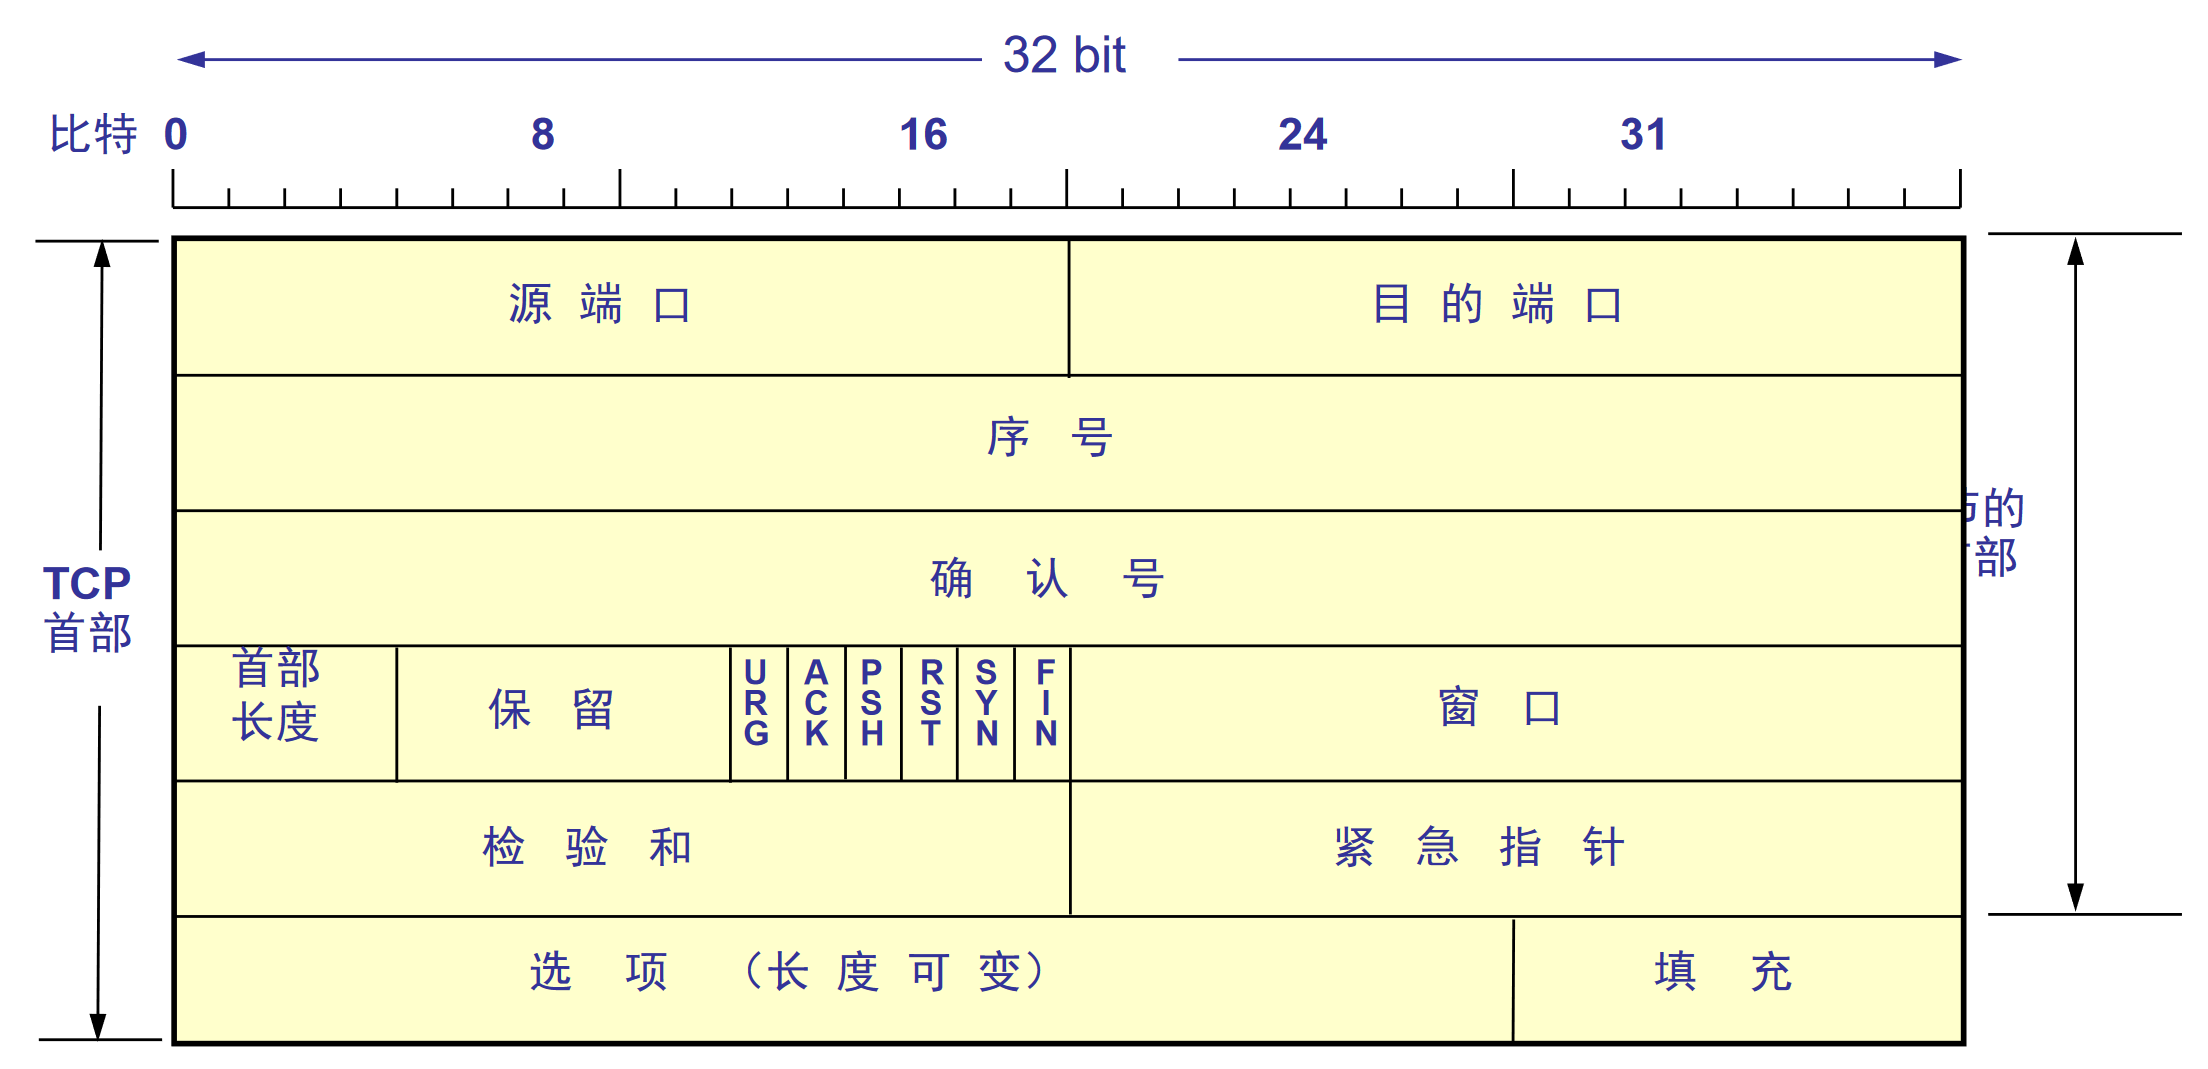 32 bit
比特 0 8 16 24 31
源端口 目的端口
序号
确认号
的
部
TCP
首部
首部
长度
保留 URG ACK PSH RST SYN FIN 窗口
检验和 紧急指针
选项 (长度可变) 填充